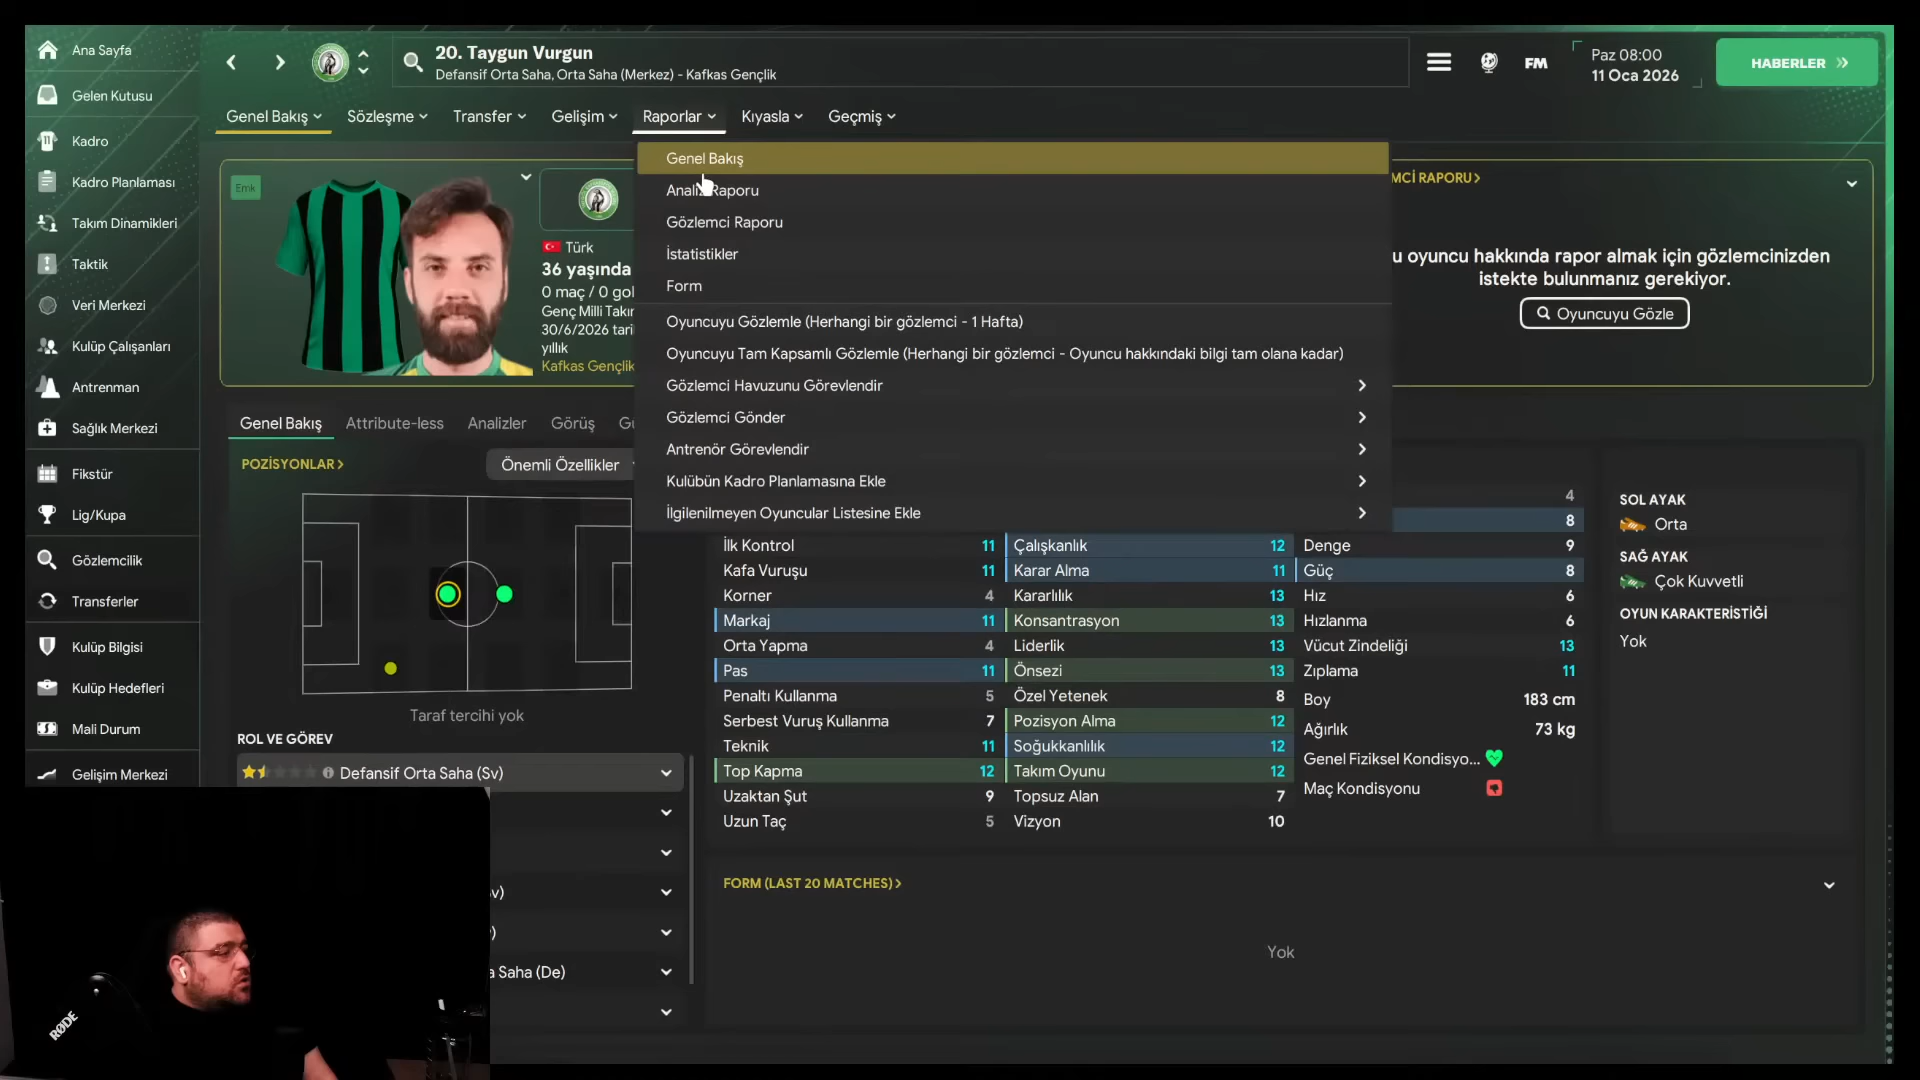 Ana Sayfa
Gelen Kutusu
Kadro
Kadro Planlaması
Takım Dinamikleri
Taktik
Veri Merkezi
Kulüp Çalışanları
Antrenman
Sağlık Merkezi
Fikstür
Lig/Kupa
Gözlemcilik
Transferler
Kulüp Bilgisi
Kulüp Hedefleri
Mali Durum
Gelişim Merkezi
20. Taygun Vurgun
Defansif Orta Saha, Orta Saha (Merkez) - Kafkas Gençlik
FM
Paz 08:00
11 Oca 2026
HABERLER
Genel Bakış
Sözleşme
Transfer
Gelişim
Raporlar
Kıyasla
Geçmiş
Genel Bakış
Analiz Raporu
Gözlemci Raporu
İstatistikler
Form
Oyuncuyu Gözlemle (Herhangi bir gözlemci - 1 Hafta)
Oyuncuyu Tam Kapsamlı Gözlemle (Herhangi bir gözlemci - Oyuncu hakkındaki bilgi tam olana kadar)
Gözlemci Havuzunu Görevlendir
Gözlemci Gönder
Antrenör Görevlendir
Kulübün Kadro Planlamasına Ekle
İlgilenilmeyen Oyuncular Listesine Ekle
Emk
Türk
36 yaşında
0 maç / 0 gol
Genç Milli Takım
30/6/2026 tari
yıllık
Kafkas Gençlik
MCİ RAPORU
u oyuncu hakkında rapor almak için gözlemcinizden
istekte bulunmanız gerekiyor.
Oyuncuyu Gözle
Genel Bakış
Attribute-less
Analizler
Görüş
POZİSYONLAR
Önemli Özellikler
Taraf tercihi yok
ROL VE GÖREV
Defansif Orta Saha (Sv)
v)
)
a Saha (De)
İlk Kontrol 11
Kafa Vuruşu 11
Korner 4
Markaj 11
Orta Yapma 4
Pas 11
Penaltı Kullanma 5
Serbest Vuruş Kullanma 7
Teknik 11
Top Kapma 12
Uzaktan Şut 9
Uzun Taç 5
Çalışkanlık 12
Karar Alma 11
Kararlılık 13
Konsantrasyon 13
Liderlik 13
Önsezi 13
Özel Yetenek 8
Pozisyon Alma 12
Soğukkanlılık 12
Takım Oyunu 12
Topsuz Alan 7
Vizyon 10
4
8
Denge 9
Güç 8
Hız 6
Hızlanma 6
Vücut Zindeliği 13
Zıplama 11
Boy 183 cm
Ağırlık 73 kg
Genel Fiziksel Kondisyo...
Maç Kondisyonu
SOL AYAK
Orta
SAĞ AYAK
Çok Kuvvetli
OYUN KARAKTERİSTİĞİ
Yok
FORM (LAST 20 MATCHES)
Yok
RØDE